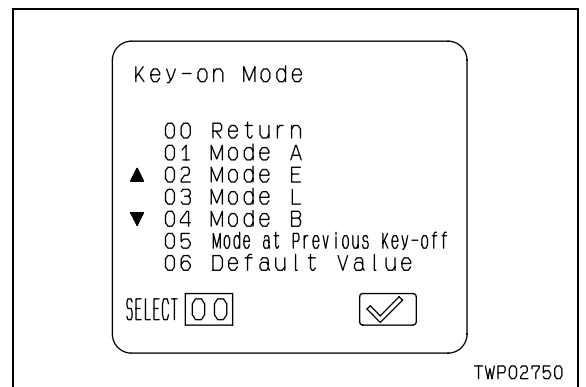 Key-on Mode
00 Return
01 Mode A
▲ 02 Mode E
03 Mode L
▼ 04 Mode B
05 Mode at Previous Key-off
06 Default Value
SELECT 00
TWP02750